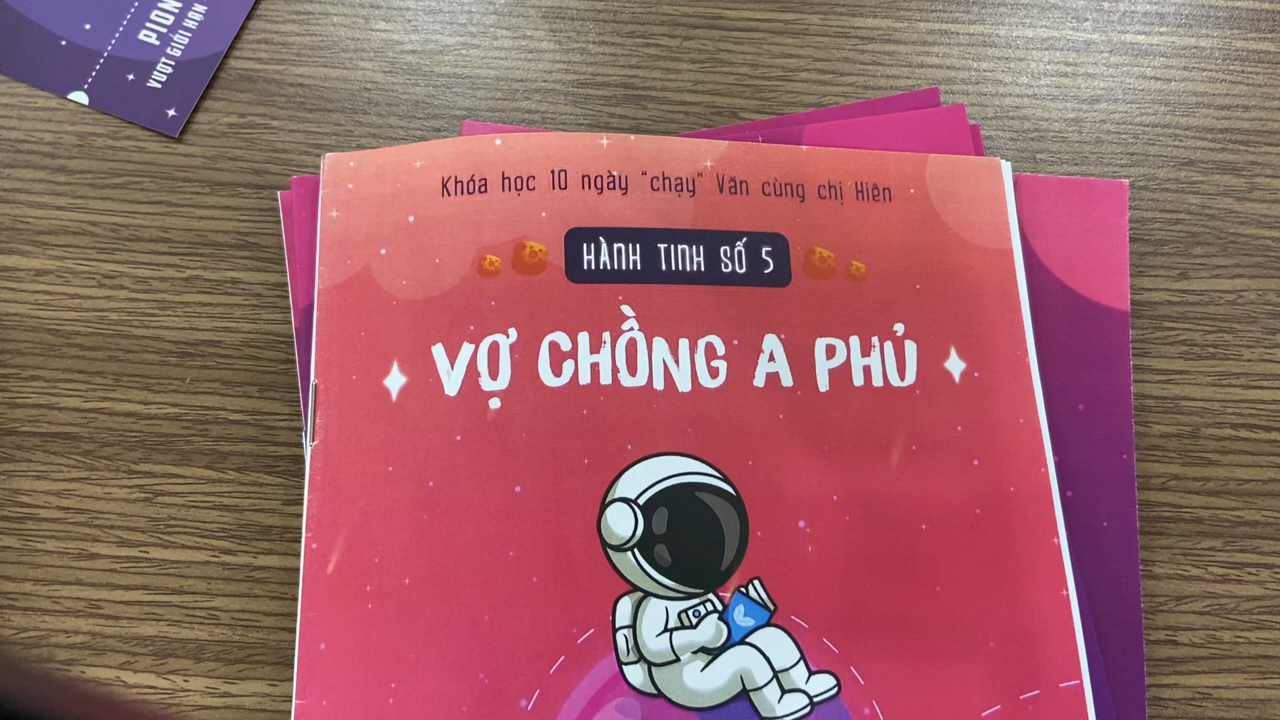 PION
VƯỢT GIỚI HẠN
Khóa học 10 ngày "chạy" Văn cùng chị Hiên
HÀNH TINH SỐ 5
VỢ CHỒNG A PHỦ